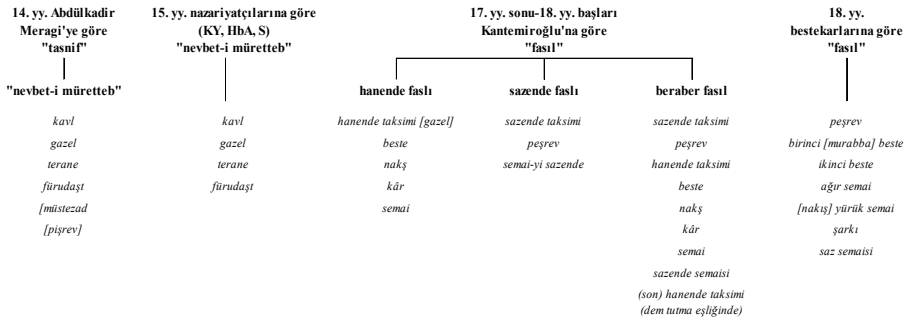 14. yy. Abdülkadir
Meragi'ye göre
"tasnif"
"nevbet-i müretteb"
kavl
gazel
terane
fürudaşt
[müstezad
[pişrev]
15. yy. nazariyatçılarına göre
(KY, HbA, S)
"nevbet-i müretteb"
kavl
gazel
terane
fürudaşt
17. yy. sonu-18. yy. başları
Kantemiroğlu'na göre
"fasıl"
hanende faslı
hanende taksimi [gazel]
beste
nakş
kâr
semai
sazende faslı
sazende taksimi
peşrev
semai-yi sazende
beraber fasıl
sazende taksimi
peşrev
hanende taksimi
beste
nakş
kâr
semai
sazende semaisi
(son) hanende taksimi
(dem tutma eşliğinde)
18. yy.
bestekarlarına göre
"fasıl"
peşrev
birinci [murabba] beste
ikinci beste
ağır semai
[nakış] yürük semai
şarkı
saz semaisi